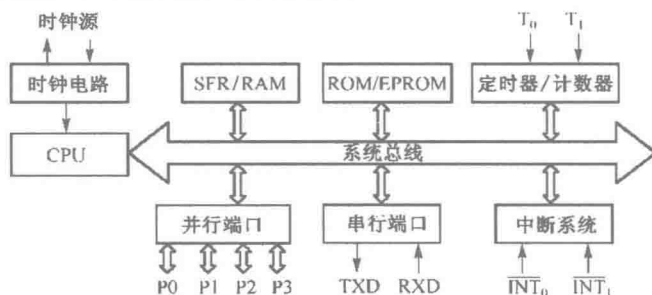 时钟源
T₀ T₁
时钟电路 SFR/RAM ROM/EPROM 定时器/计数器
CPU 系统总线
并行端口 串行端口 中断系统
P0 P1 P2 P3 TXD RXD I̅N̅T̅₀ I̅N̅T̅₁